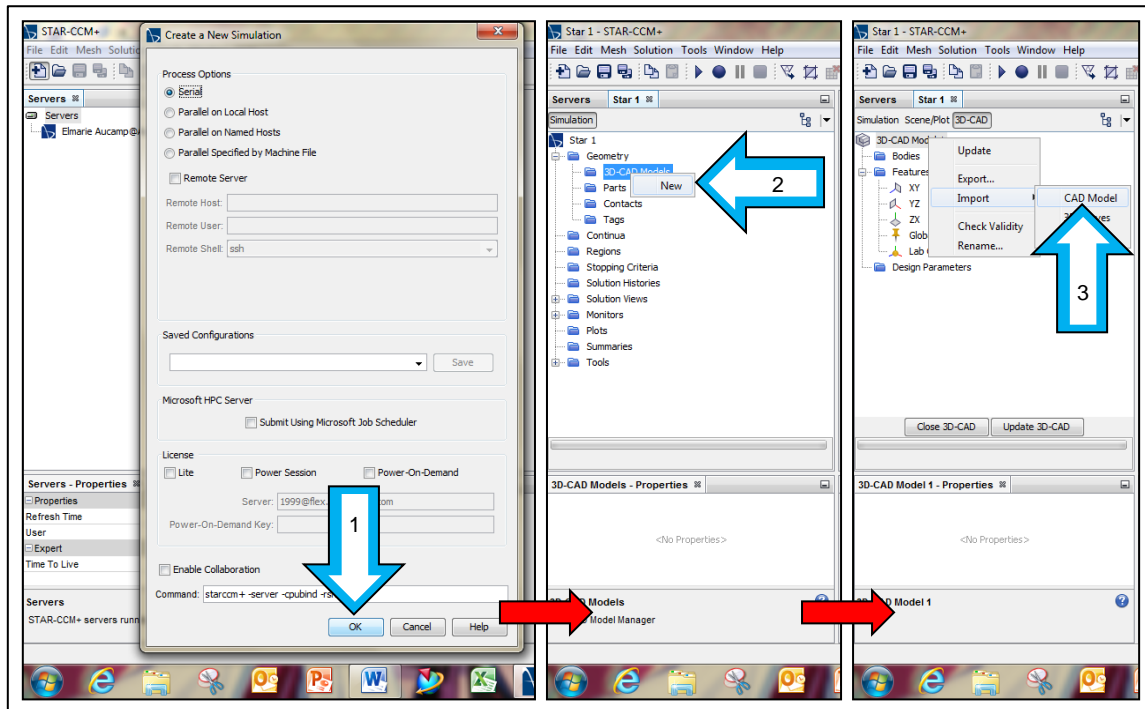 STAR-CCM+
File Edit Mesh Solutio
Servers
Servers
Elmarie Aucamp@
Servers - Properties
Properties
Refresh Time
User
Expert
Time To Live
Servers
STAR-CCM+ servers runn
Create a New Simulation
Process Options
Serial
Parallel on Local Host
Parallel on Named Hosts
Parallel Specified by Machine File
Remote Server
Remote Host:
Remote User:
Remote Shell: ssh
Saved Configurations
Save
Microsoft HPC Server
Submit Using Microsoft Job Scheduler
License
Lite Power Session Power-On-Demand
Server: 1999@flex. om
Power-On-Demand Key:
1
Enable Collaboration
Command: starccm+ -server -cpubind -rs
OK Cancel Help
Star 1 - STAR-CCM+
File Edit Mesh Solution Tools Window Help
Servers Star 1
Simulation
Star 1
Geometry
3D-CAD Models
New
2
Parts
Contacts
Tags
Continua
Regions
Stopping Criteria
Solution Histories
Solution Views
Monitors
Plots
Summaries
Tools
3D-CAD Models - Properties
<No Properties>
D Models
Model Manager
Star 1 - STAR-CCM+
File Edit Mesh Solution Tools Window Help
Servers Star 1
Simulation Scene/Plot 3D-CAD
3D-CAD Mod
Bodies
Features
XY
YZ
ZX
Glob
Lab
Design Parameters
Update
Export...
Import
Check Validity
Rename...
CAD Model
3
Close 3D-CAD Update 3D-CAD
3D-CAD Model 1 - Properties
<No Properties>
D Model 1